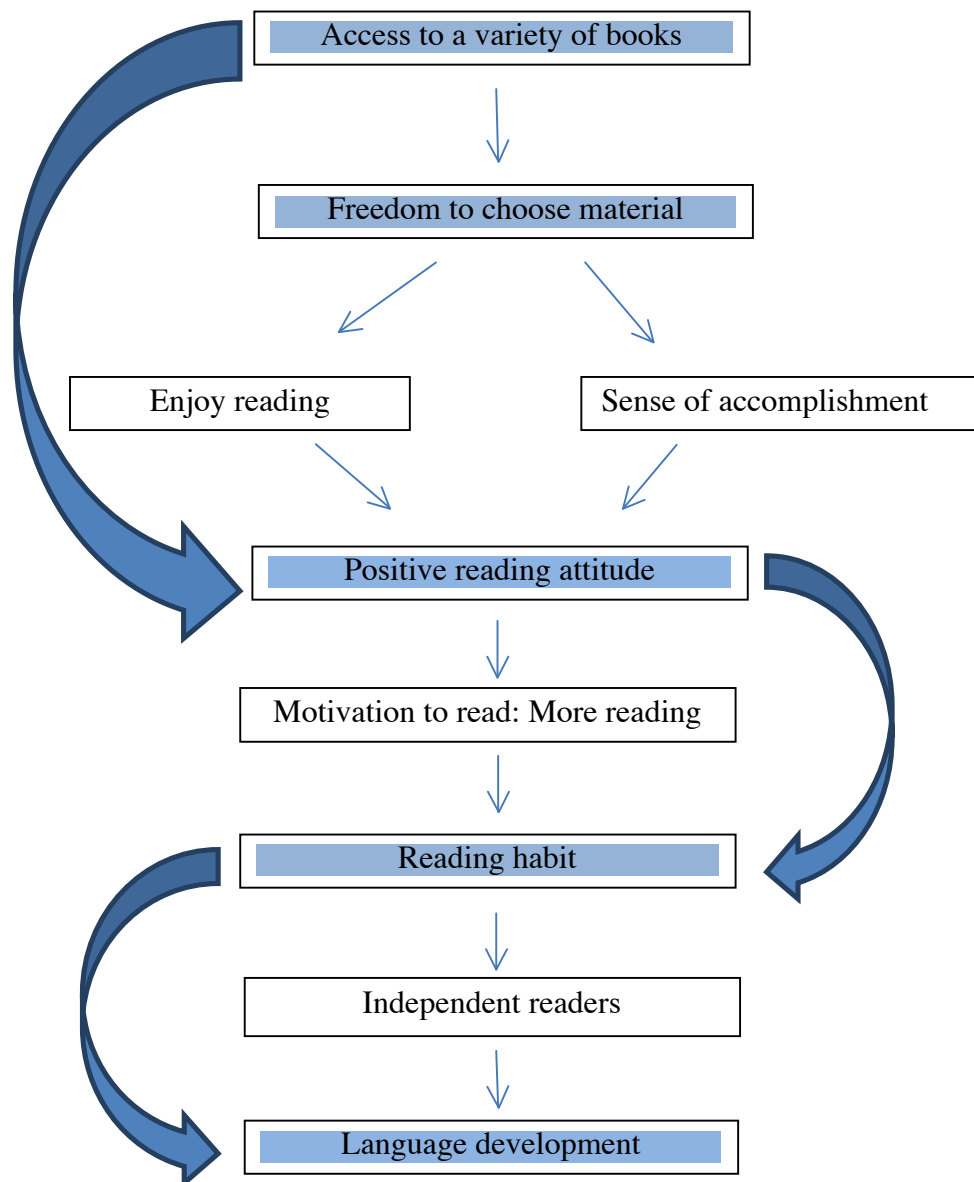 Access to a variety of books
Freedom to choose material
Enjoy reading
Sense of accomplishment
Positive reading attitude
Motivation to read: More reading
Reading habit
Independent readers
Language development